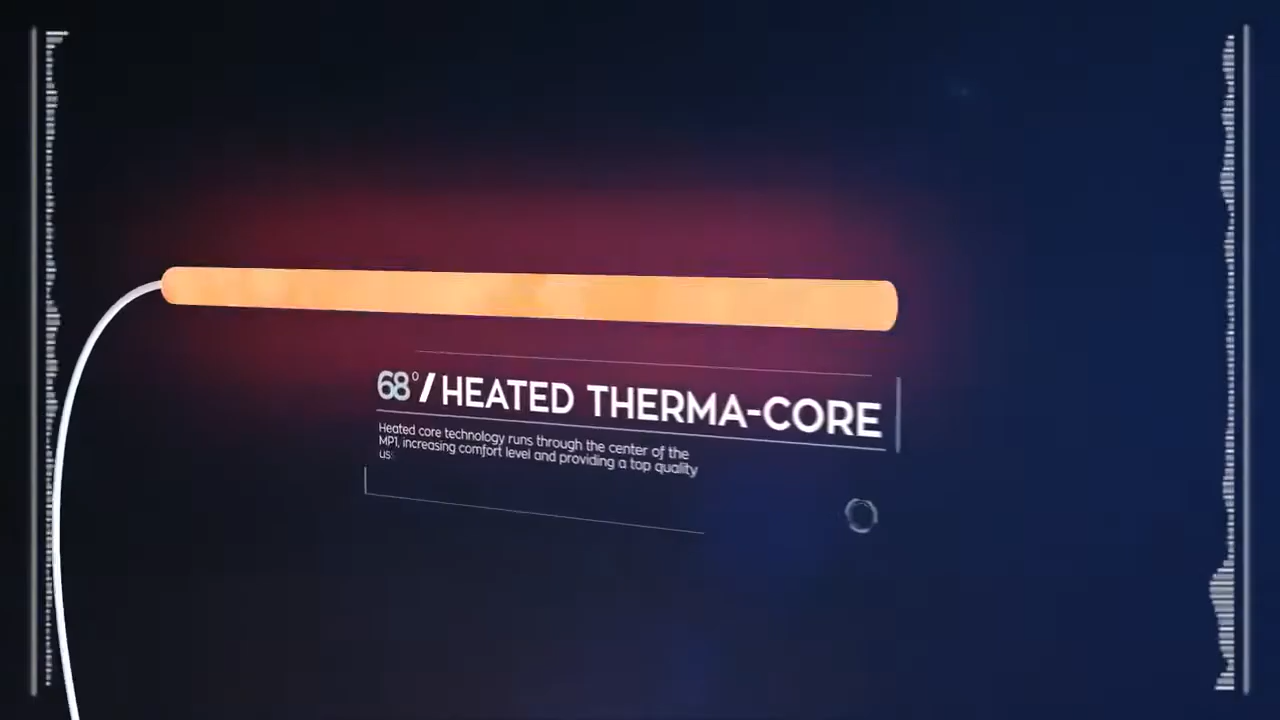 68°/HEATED THERMA-CORE
Heated core technology runs through the center of the
MP1, increasing comfort level and providing a top quality
us